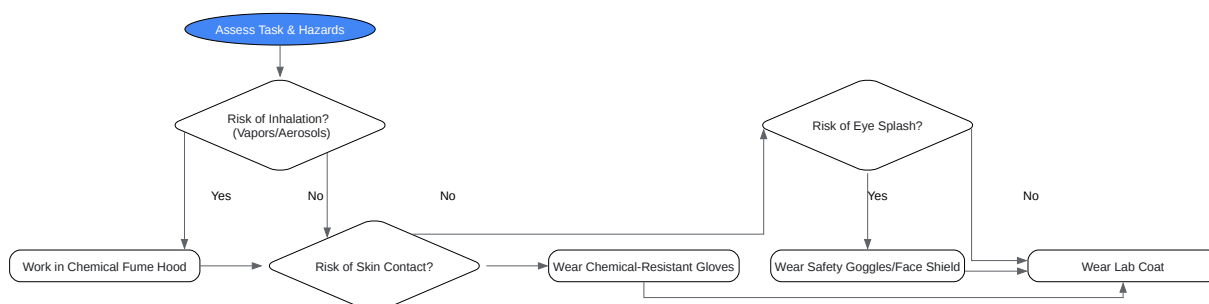 Assess Task & Hazards
Risk of Inhalation?
(Vapors/Aerosols)
Risk of Eye Splash?
Yes
No
No
Yes
No
Work in Chemical Fume Hood
Risk of Skin Contact?
Wear Chemical-Resistant Gloves
Wear Safety Goggles/Face Shield
Wear Lab Coat